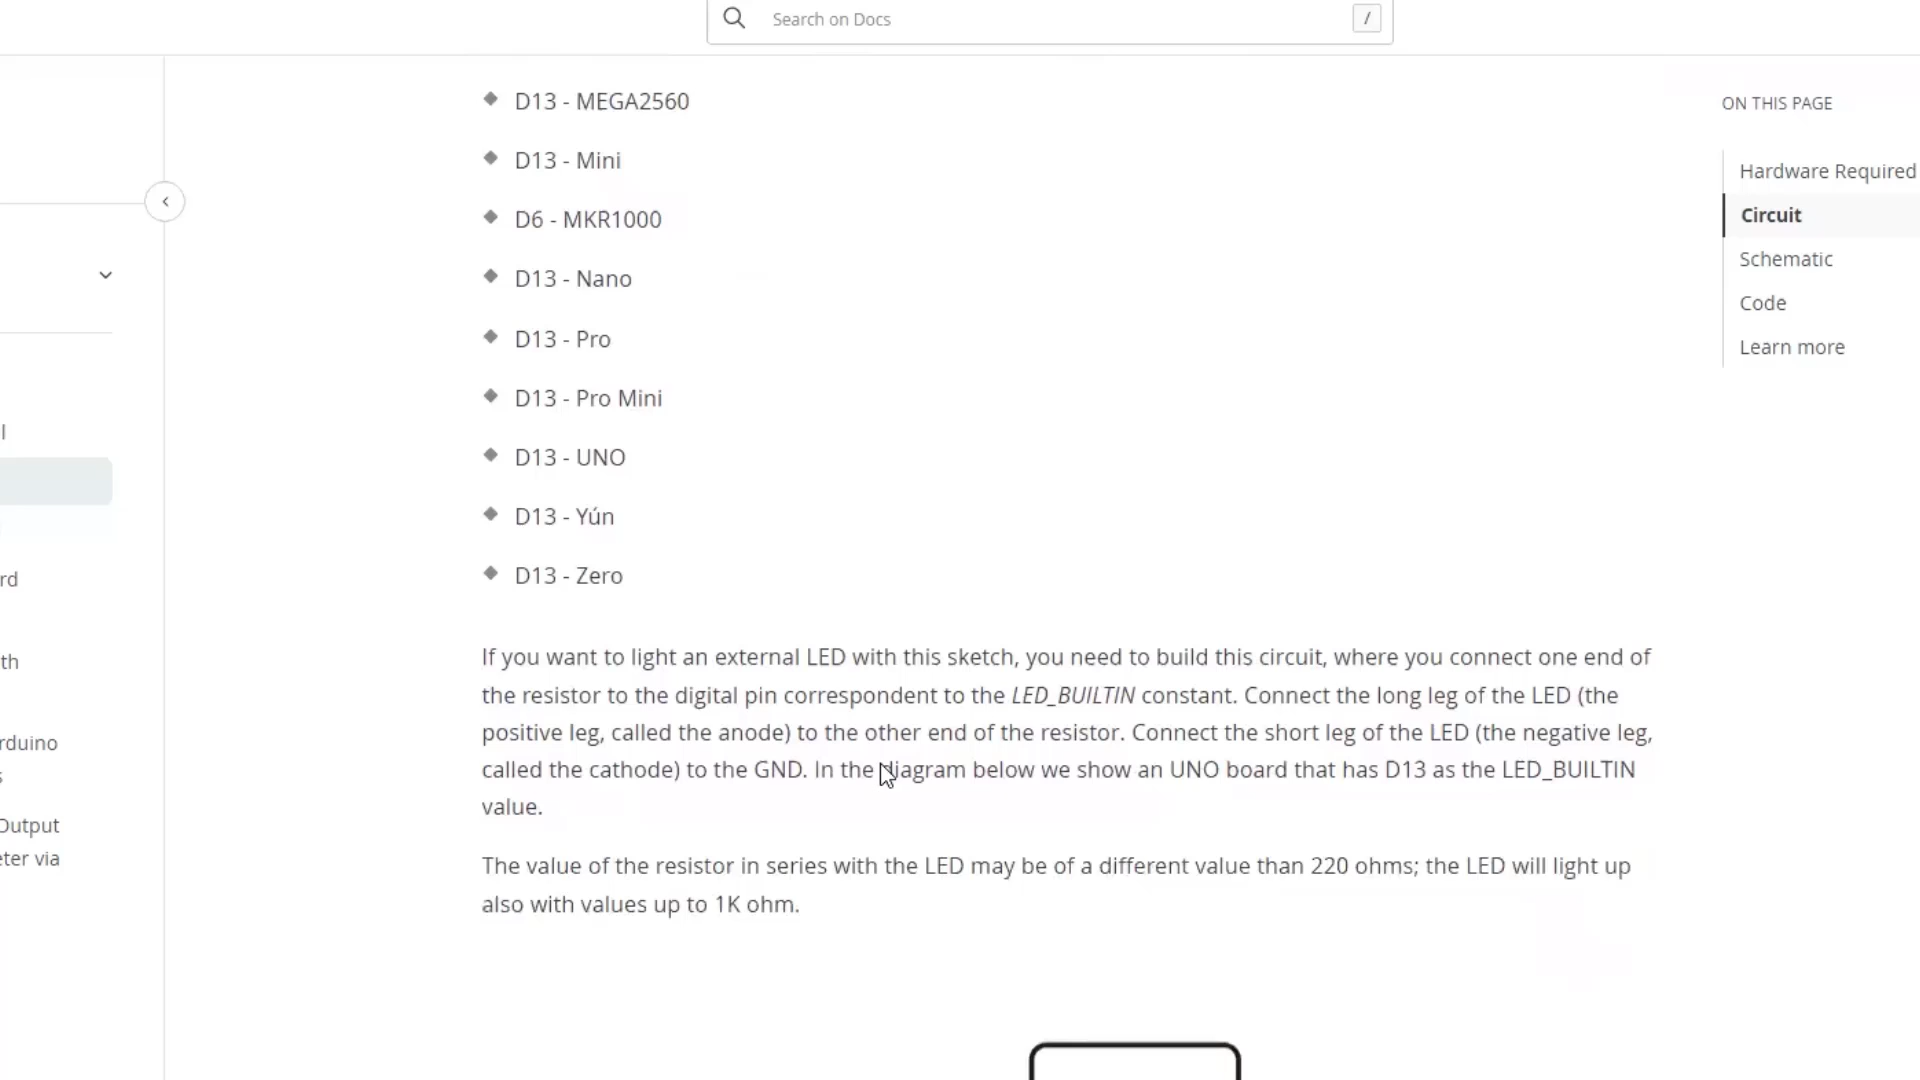 Search on Docs
/
D13 - MEGA2560
D13 - Mini
D6 - MKR1000
D13 - Nano
D13 - Pro
D13 - Pro Mini
D13 - UNO
D13 - Yún
D13 - Zero
If you want to light an external LED with this sketch, you need to build this circuit, where you connect one end of
the resistor to the digital pin correspondent to the LED_BUILTIN constant. Connect the long leg of the LED (the
positive leg, called the anode) to the other end of the resistor. Connect the short leg of the LED (the negative leg,
called the cathode) to the GND. In the diagram below we show an UNO board that has D13 as the LED_BUILTIN
value.
The value of the resistor in series with the LED may be of a different value than 220 ohms; the LED will light up
also with values up to 1K ohm.
ON THIS PAGE
Hardware Required
Circuit
Schematic
Code
Learn more
rd
th
rduino
s
Output
eter via